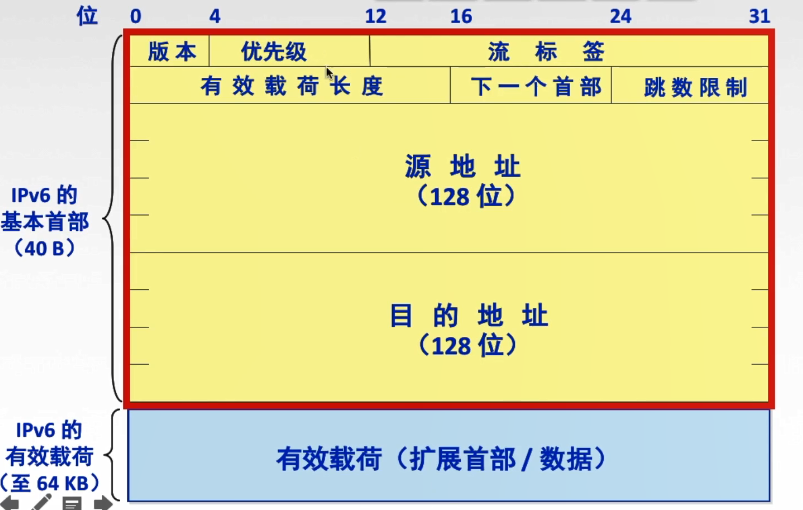 位 0 4 12 16 24 31
版本 优先级 流标签
有效载荷长度 下一个首部 跳数限制
源地址
（128 位）
IPv6 的
基本首部
（40 B）
目的地址
（128 位）
IPv6 的
有效载荷
（至 64 KB）
有效载荷（扩展首部 / 数据）